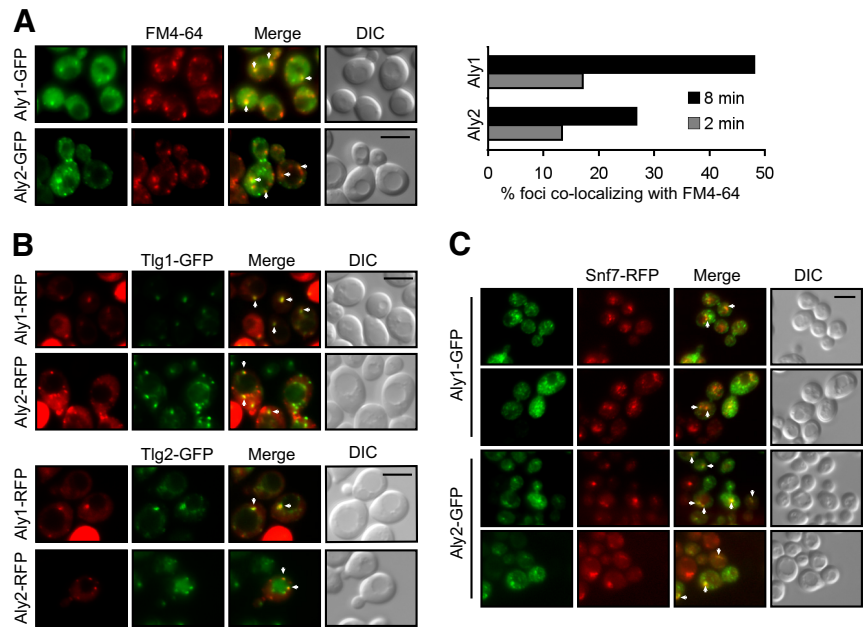 A
FM4-64 Merge DIC
Aly1-GFP
Aly2-GFP
Aly1
Aly2
8 min
2 min
0 10 20 30 40 50
% foci co-localizing with FM4-64
B
Tlg1-GFP Merge DIC
Aly1-RFP
Aly2-RFP
Tlg2-GFP Merge DIC
Aly1-RFP
Aly2-RFP
C
Snf7-RFP Merge DIC
Aly1-GFP
Aly2-GFP